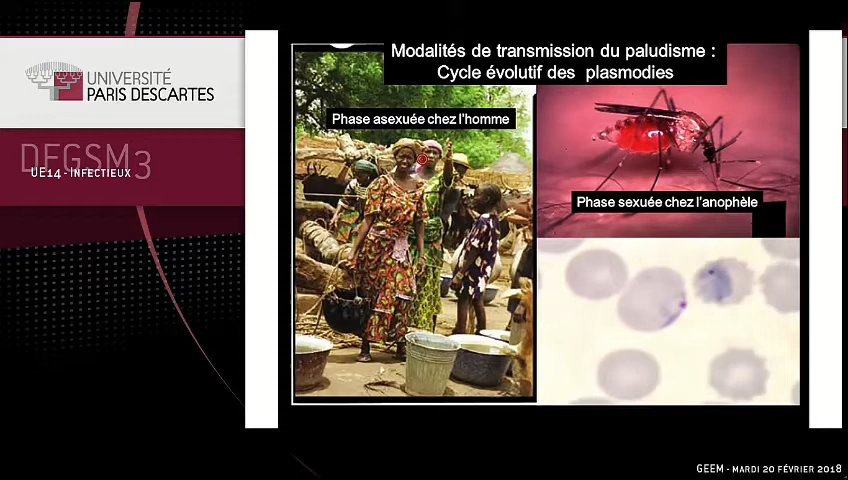 UNIVERSITÉ
PARIS DESCARTES
DFGSM3
UE14 - INFECTIEUX
Modalités de transmission du paludisme :
Cycle évolutif des plasmodies
Phase asexuée chez l'homme
Phase sexuée chez l'anophèle
GEEM - MARDI 20 FÉVRIER 2018